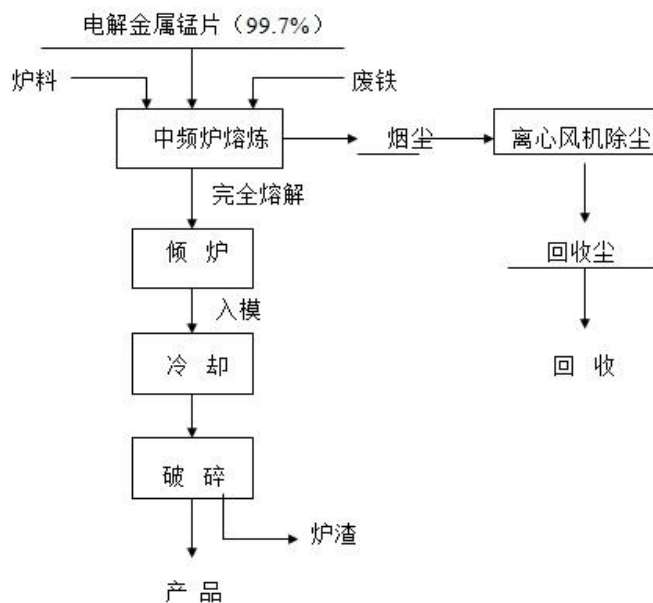 电解金属锰片（99.7%）
炉料
废铁
中频炉熔炼
烟尘
离心风机除尘
完全熔解
倾 炉
回收尘
入模
冷 却
回 收
破 碎
炉渣
产 品